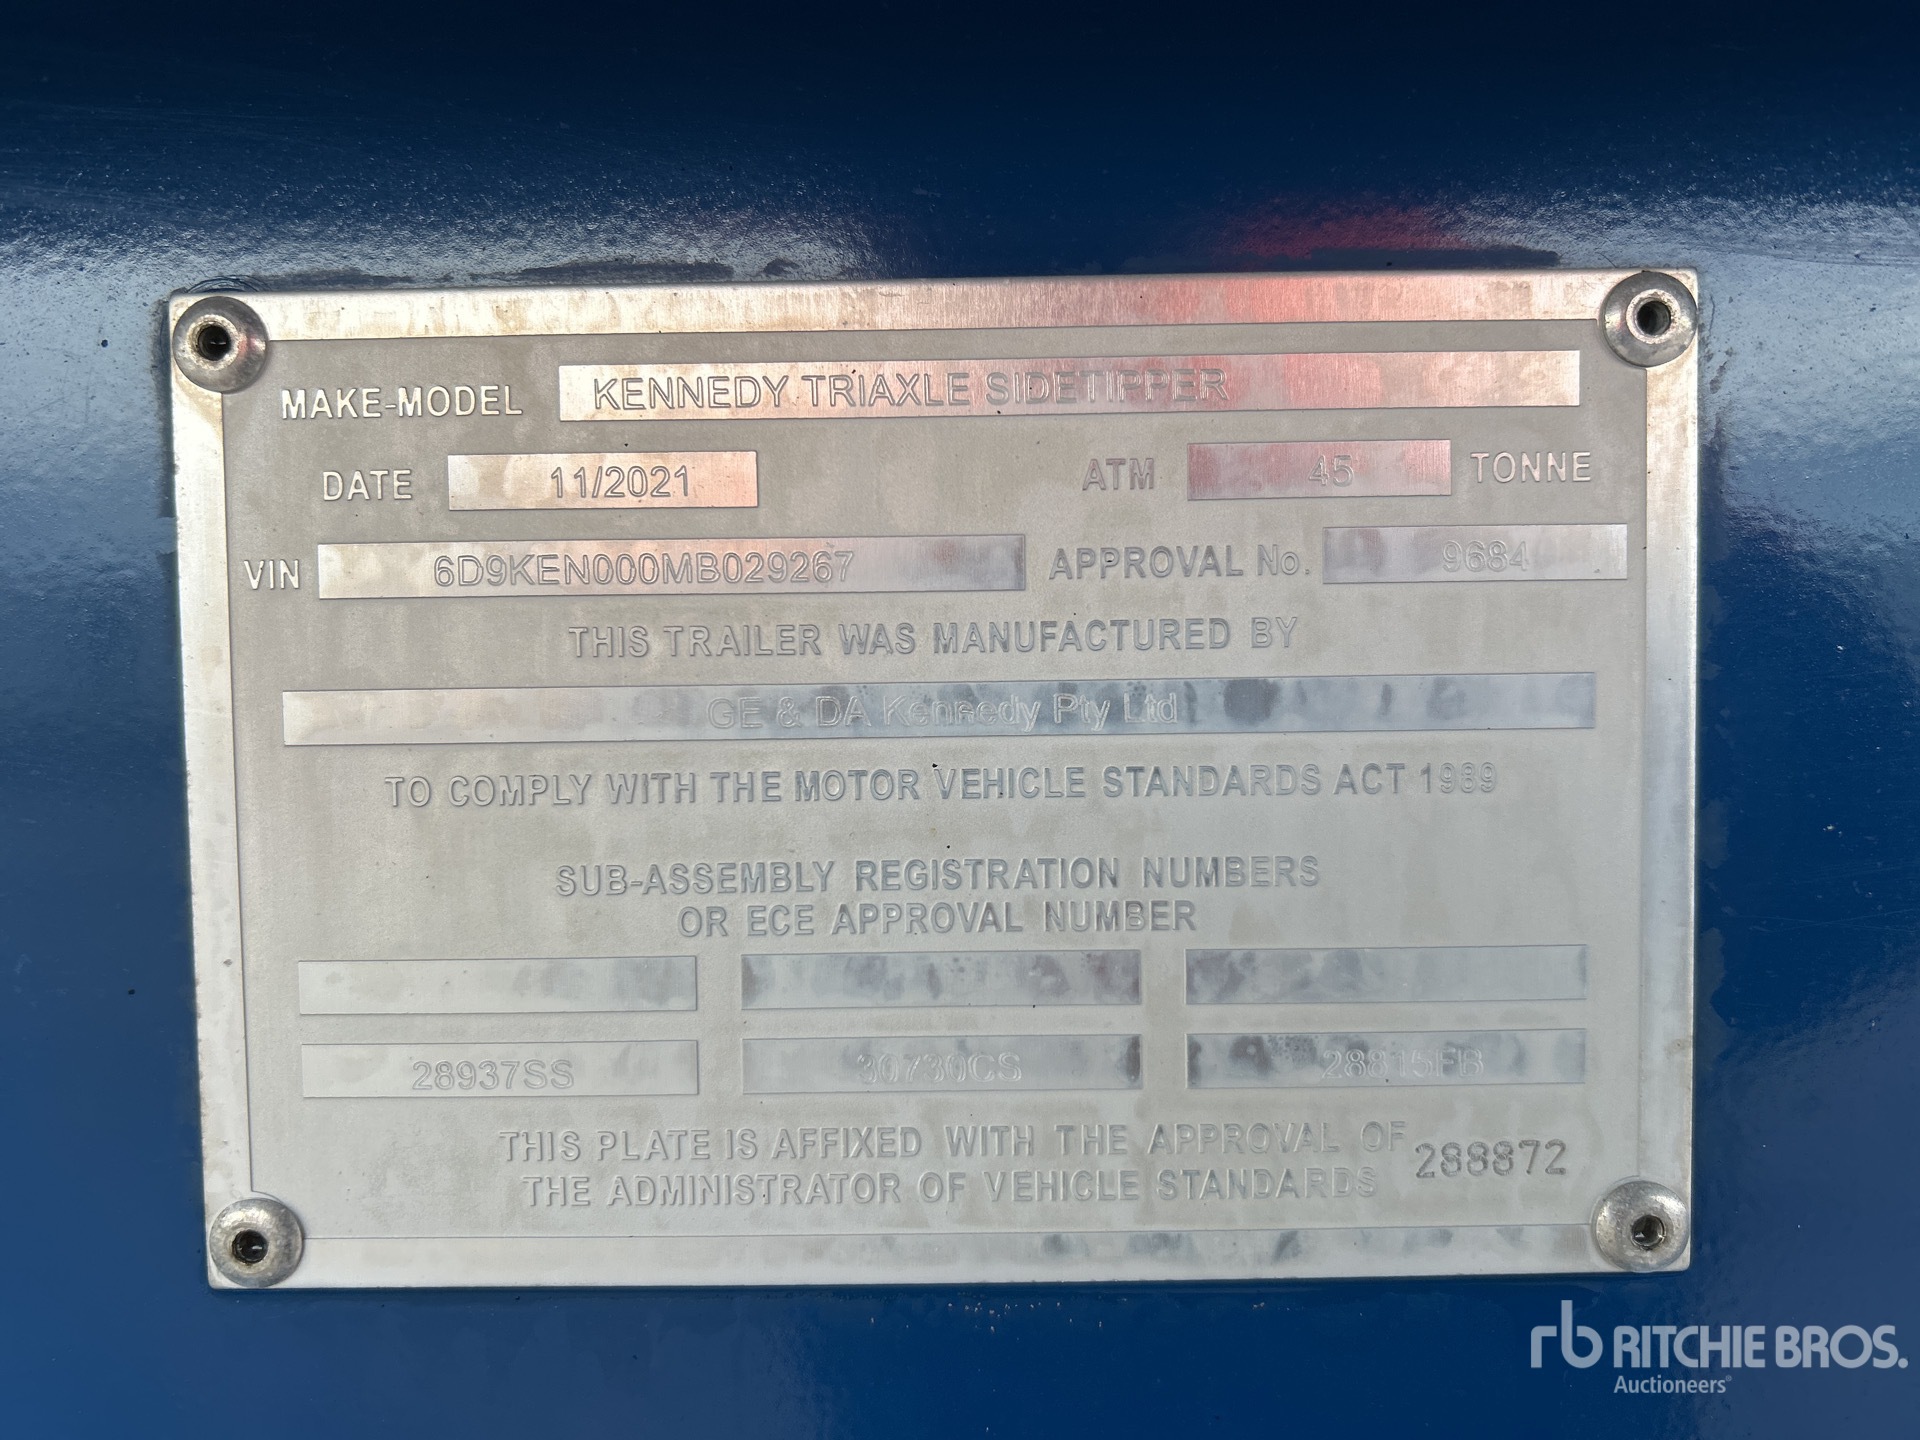 MAKE-MODEL KENNEDY TRIAXLE SIDETIPPER
DATE 11/2021 ATM 45 TONNE
VIN 6D9KEN000MB029267 APPROVAL No. 9684
THIS TRAILER WAS MANUFACTURED BY
GE & DA Kennedy Pty Ltd
TO COMPLY WITH THE MOTOR VEHICLE STANDARDS ACT 1989
SUB-ASSEMBLY REGISTRATION NUMBERS
OR ECE APPROVAL NUMBER
28937SS 30730CS 28815FB
THIS PLATE IS AFFIXED WITH THE APPROVAL OF
THE ADMINISTRATOR OF VEHICLE STANDARDS 288872
rb RITCHIE BROS.
Auctioneers®